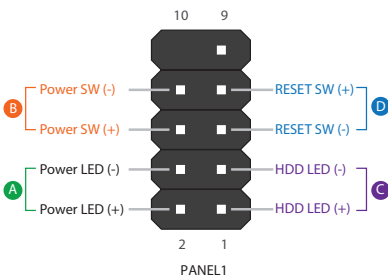 10 9
Power SW (-) RESET SW (+)
B D
Power SW (+) RESET SW (-)
Power LED (-) HDD LED (-)
A C
Power LED (+) HDD LED (+)
2 1
PANEL1